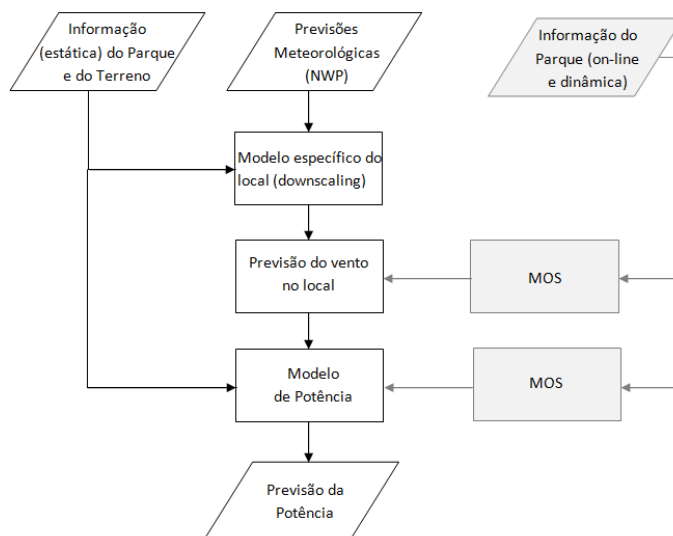 Informação
(estática) do Parque
e do Terreno
Previsões
Meteorológicas
(NWP)
Informação do
Parque (on-line
e dinâmica)
Modelo específico do
local (downscaling)
Previsão do vento
no local
MOS
Modelo
de Potência
MOS
Previsão da
Potência